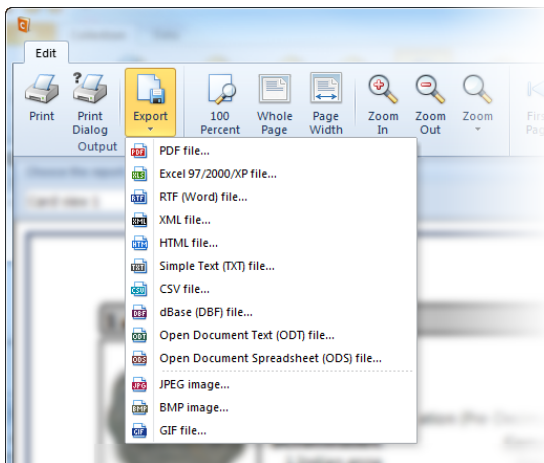 Edit
Print
Print Dialog
Export
100 Percent
Whole Page
Page Width
Zoom In
Zoom Out
Zoom
Output
PDF file...
Excel 97/2000/XP file...
RTF (Word) file...
XML file...
HTML file...
Simple Text (TXT) file...
CSV file...
dBase (DBF) file...
Open Document Text (ODT) file...
Open Document Spreadsheet (ODS) file...
JPEG image...
BMP image...
GIF file...